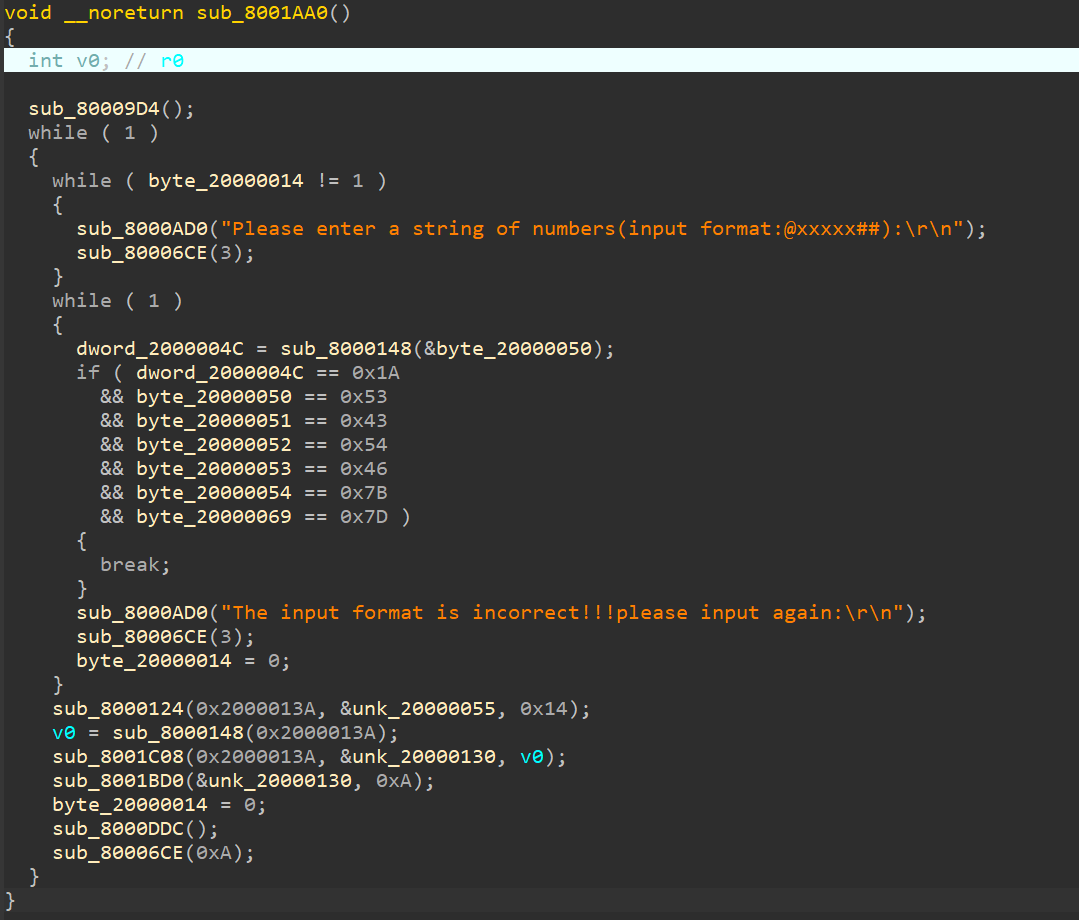 void __noreturn sub_8001AA0()
{
  int v0; // r0

  sub_80009D4();
  while ( 1 )
  {
    while ( byte_20000014 != 1 )
    {
      sub_8000AD0("Please enter a string of numbers(input format:@xxxxx##):\r\n");
      sub_80006CE(3);
    }
    while ( 1 )
    {
      dword_2000004C = sub_8000148(&byte_20000050);
      if ( dword_2000004C == 0x1A
        && byte_20000050 == 0x53
        && byte_20000051 == 0x43
        && byte_20000052 == 0x54
        && byte_20000053 == 0x46
        && byte_20000054 == 0x7B
        && byte_20000069 == 0x7D )
      {
        break;
      }
      sub_8000AD0("The input format is incorrect!!!please input again:\r\n");
      sub_80006CE(3);
      byte_20000014 = 0;
    }
    sub_8000124(0x2000013A, &unk_20000055, 0x14);
    v0 = sub_8000148(0x2000013A);
    sub_8001C08(0x2000013A, &unk_20000130, v0);
    sub_8001BD0(&unk_20000130, 0xA);
    byte_20000014 = 0;
    sub_8000DDC();
    sub_80006CE(0xA);
  }
}